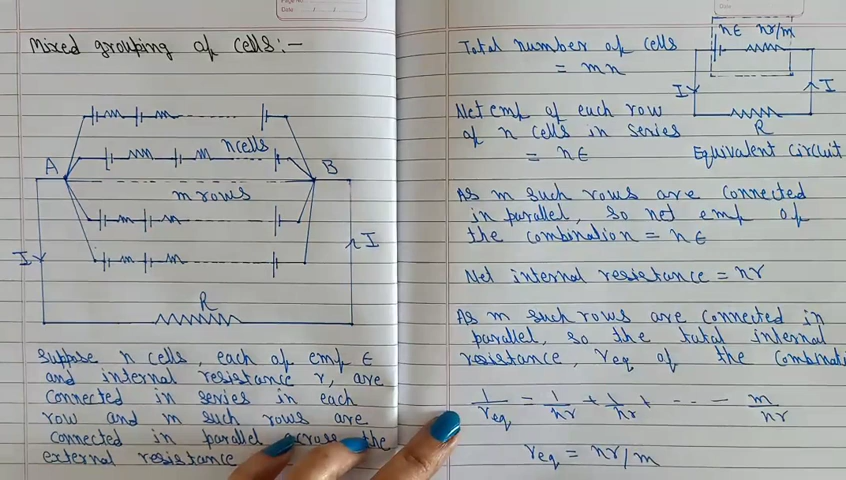 Page No.
Date / /
Mixed grouping of cells:-
n cells
A
B
m rows
I
I
R
Suppose n cells, each of emf ε
and internal resistance r, are
connected in series in each
row and m such rows are
connected in parallel across the
external resistance
Total number of cells
= mn
nε nr/m
I
I
R
Equivalent Circuit
Net emf of each row
of n cells in series
= nε
As m such rows are connected
in parallel, so net emf of
the combination = nε
Net internal resistance = nr
As m such rows are connected in
parallel, so the total internal
resistance, req of the combinati
1/req = 1/nr + 1/nr + -- - - m/nr
req = nr/m